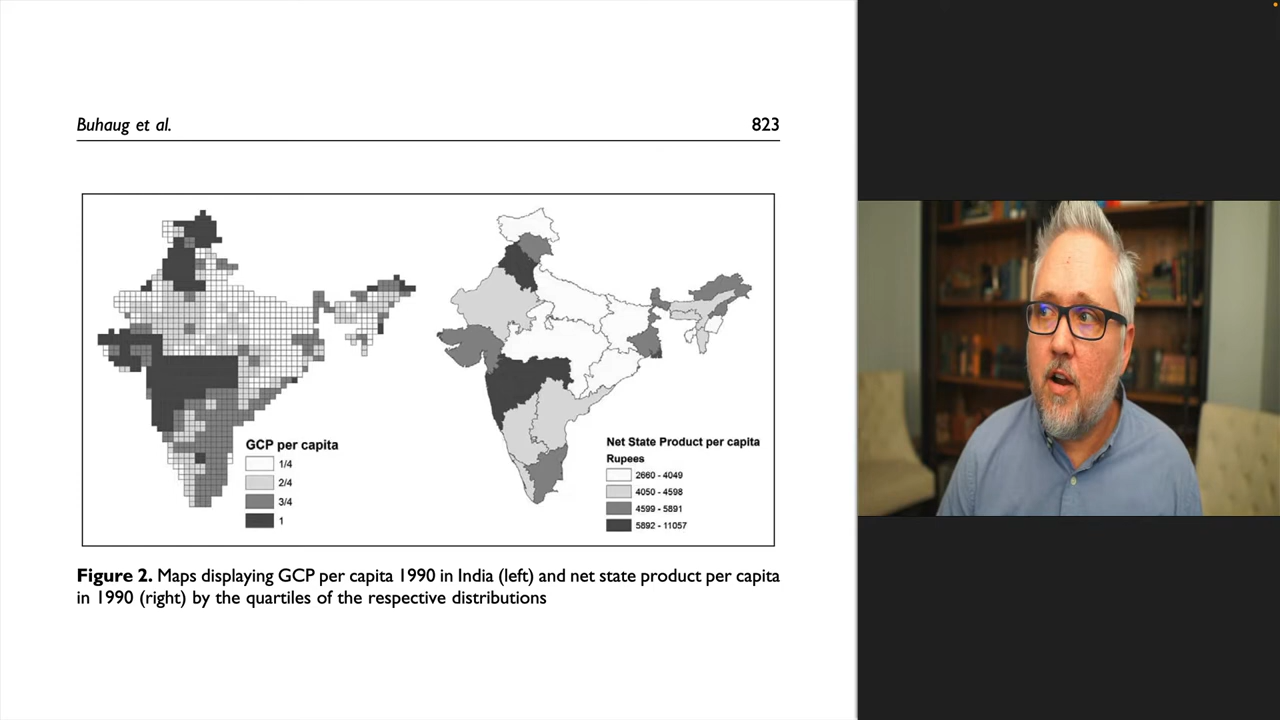 Buhaug et al.
823
GCP per capita
1/4
2/4
3/4
1
Net State Product per capita
Rupees
2660 - 4049
4050 - 4598
4599 - 5891
5892 - 11057
Figure 2. Maps displaying GCP per capita 1990 in India (left) and net state product per capita
in 1990 (right) by the quartiles of the respective distributions